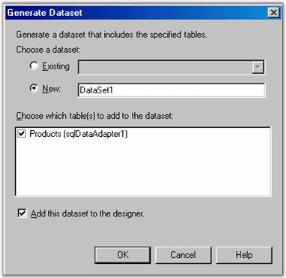 Generate Dataset
Generate a dataset that includes the specified tables.
Choose a dataset:
Existing
New: DataSet1
Choose which table(s) to add to the dataset:
Products (sqlDataAdapter1)
Add this dataset to the designer.
OK Cancel Help